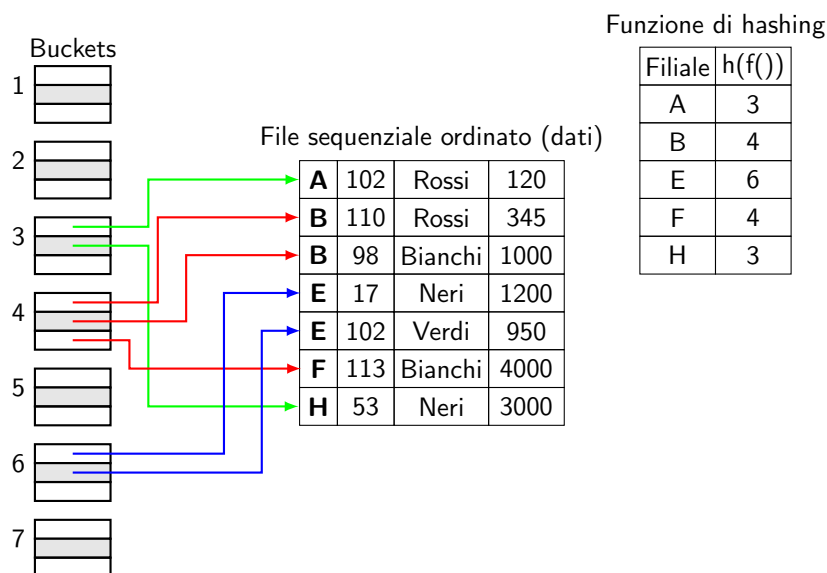 Funzione di hashing
Filiale h(f())
A 3
B 4
E 6
F 4
H 3
Buckets
1
2
3
4
5
6
7
File sequenziale ordinato (dati)
A 102 Rossi 120
B 110 Rossi 345
B 98 Bianchi 1000
E 17 Neri 1200
E 102 Verdi 950
F 113 Bianchi 4000
H 53 Neri 3000